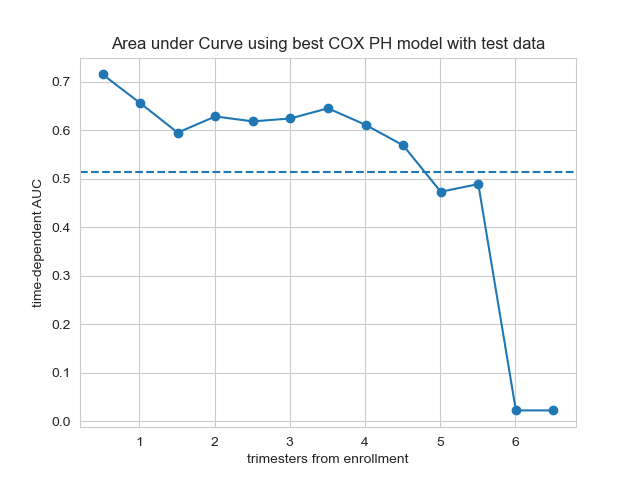 Area under Curve using best COX PH model with test data
time-dependent AUC
0.7
0.6
0.5
0.4
0.3
0.2
0.1
0.0
1 2 3 4 5 6
trimesters from enrollment